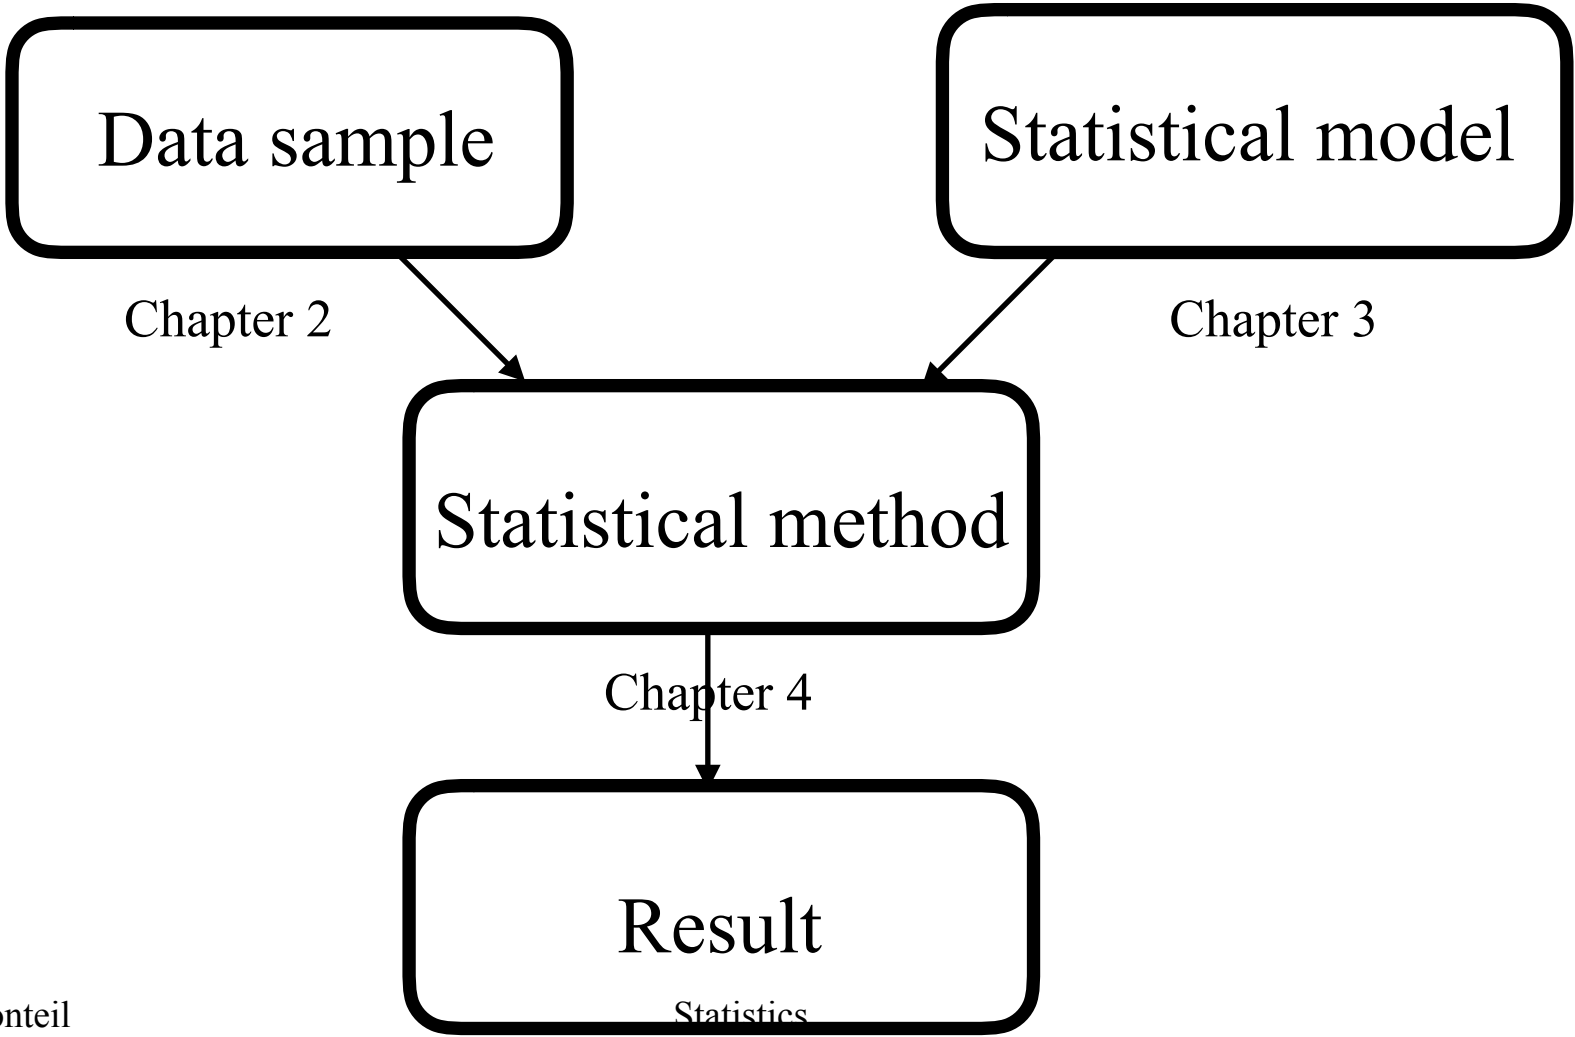 Data sample
Statistical model
Chapter 2
Chapter 3
Statistical method
Chapter 4
Result
Statistics